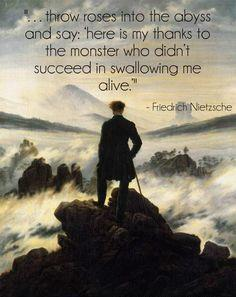 "...throw roses into the abyss
and say: 'here is my thanks to
the monster who didn't
succeed in swallowing me
alive.'"
- Friedrich Nietzsche